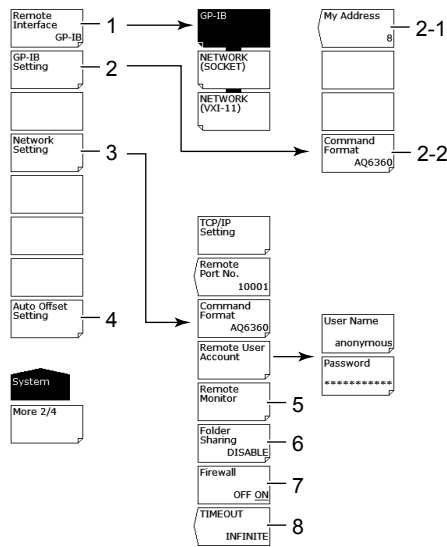 Remote
Interface
GP-IB
1
GP-IB
Setting
2
Network
Setting
3
Auto Offset
Setting
4
System
More 2/4
GP-IB
NETWORK
(SOCKET)
NETWORK
(VXI-11)
My Address
8
2-1
Command
Format
AQ6360
2-2
TCP/IP
Setting
Remote
Port No.
10001
Command
Format
AQ6360
Remote User
Account
User Name
anonymous
Password
***********
Remote
Monitor
5
Folder
Sharing
DISABLE
6
Firewall
OFF ON
7
TIMEOUT
INFINITE
8